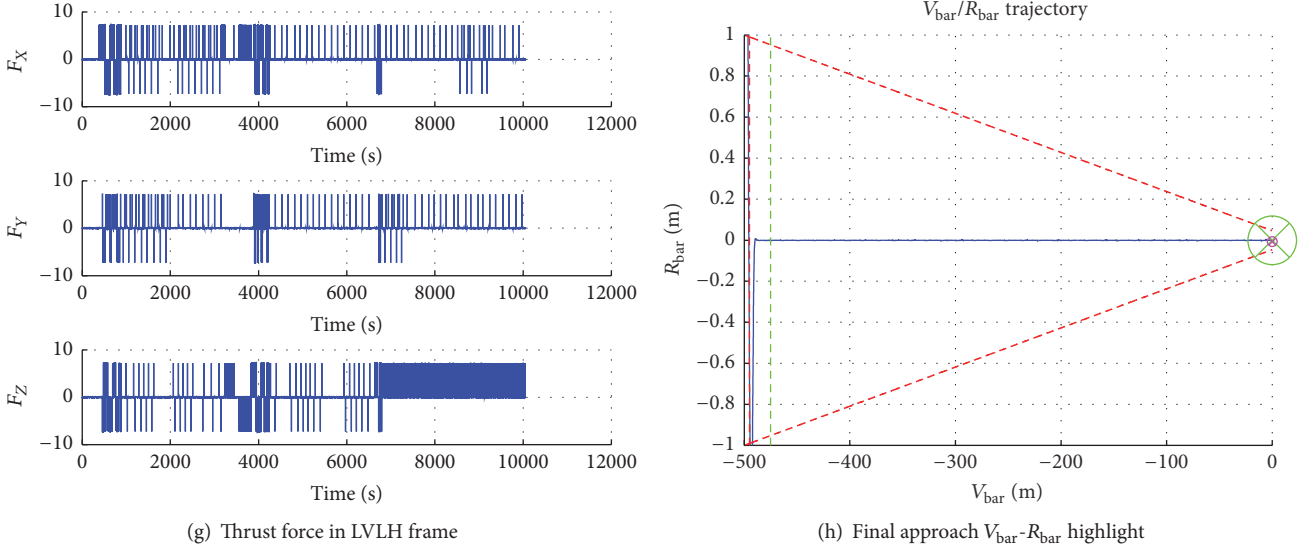 10
0
−10
F_X
0 2000 4000 6000 8000 10000 12000
Time (s)
10
0
−10
F_Y
0 2000 4000 6000 8000 10000 12000
Time (s)
10
0
−10
F_Z
0 2000 4000 6000 8000 10000 12000
Time (s)
(g) Thrust force in LVLH frame
V_bar/R_bar trajectory
1
0.8
0.6
0.4
0.2
0
−0.2
−0.4
−0.6
−0.8
−1
R_bar (m)
−500 −400 −300 −200 −100 0
V_bar (m)
(h) Final approach V_bar-R_bar highlight